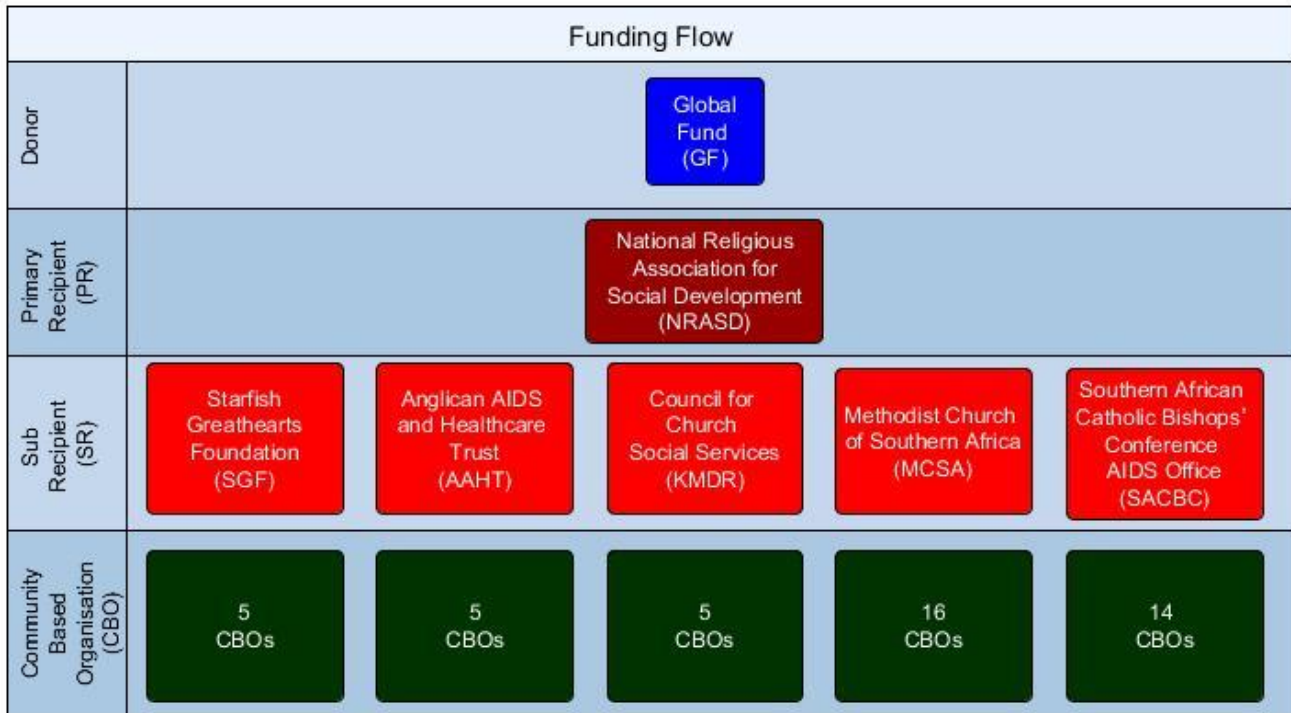 Funding Flow
Donor
Global
Fund
(GF)
Primary
Recipient
(PR)
National Religious
Association for
Social Development
(NRASD)
Sub
Recipient
(SR)
Starfish
Greathearts
Foundation
(SGF)
Anglican AIDS
and Healthcare
Trust
(AAHT)
Council for
Church
Social Services
(KMDR)
Methodist Church
of Southern Africa
(MCSA)
Southern African
Catholic Bishops'
Conference
AIDS Office
(SACBC)
Community
Based
Organisation
(CBO)
5
CBOs
5
CBOs
5
CBOs
16
CBOs
14
CBOs